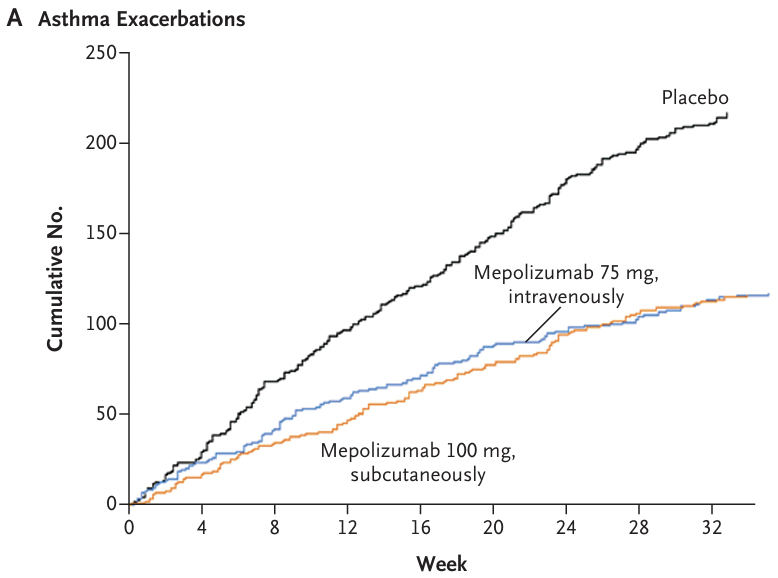 A Asthma Exacerbations
250
200
150
100
50
0
Cumulative No.
Placebo
Mepolizumab 75 mg,
intravenously
Mepolizumab 100 mg,
subcutaneously
0 4 8 12 16 20 24 28 32
Week